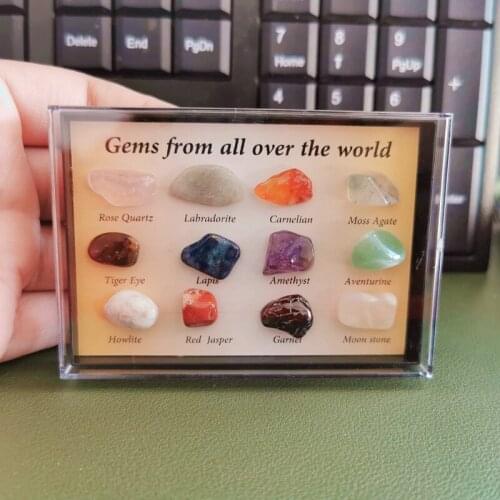 Delete End PgDn
7 8 9
Home ↑ PgUp +
4 5 6
Gems from all over the world
Rose Quartz Labradorite Carnelian Moss Agate
Tiger Eye Lapis Amethyst Aventurine
Howlite Red Jasper Garnet Moon stone